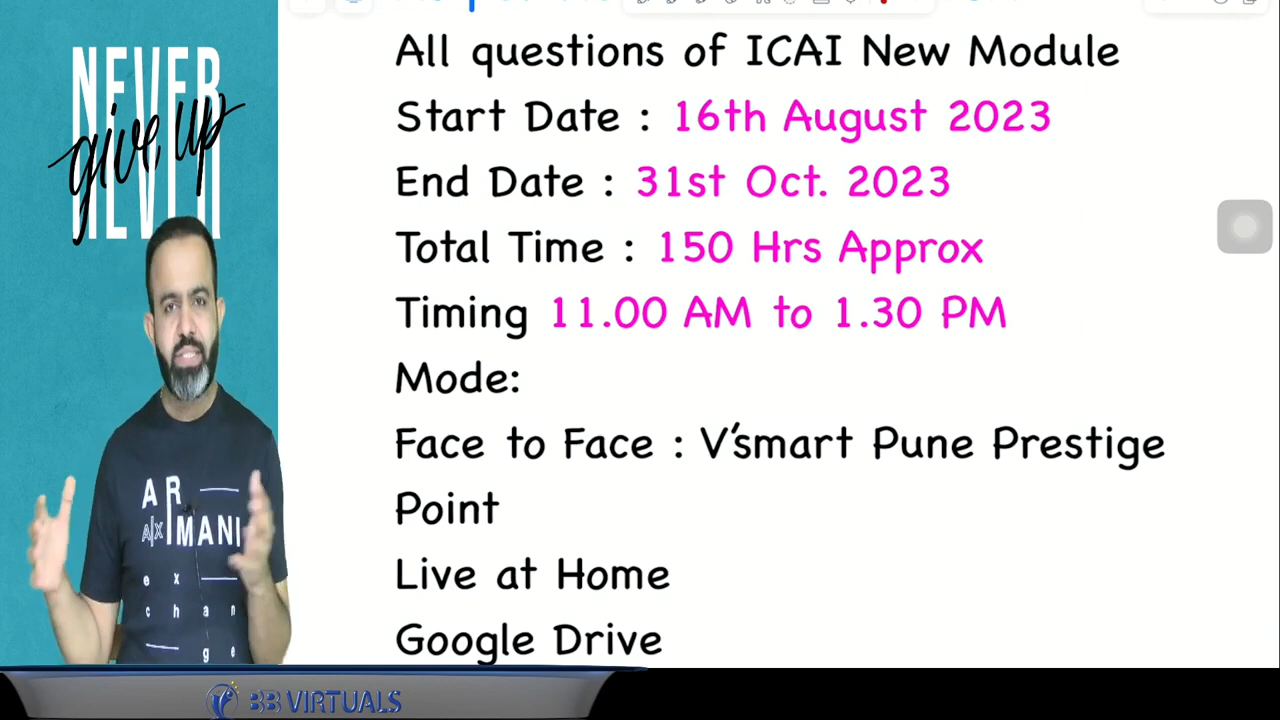 NEVER
give up
NEVER
All questions of ICAI New Module
Start Date : 16th August 2023
End Date : 31st Oct. 2023
Total Time : 150 Hrs Approx
Timing 11.00 AM to 1.30 PM
Mode:
Face to Face : V'smart Pune Prestige
Point
Live at Home
Google Drive
AR
A|X MANI
e x
c h a n
g e
BB VIRTUALS